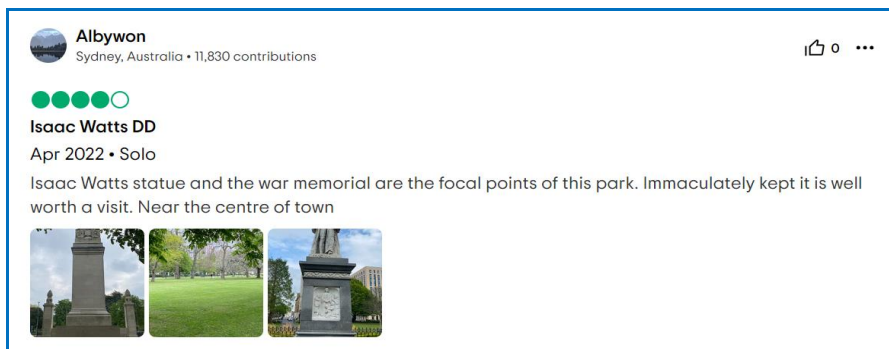 Albywon
Sydney, Australia • 11,830 contributions
0
Isaac Watts DD
Apr 2022 • Solo
Isaac Watts statue and the war memorial are the focal points of this park. Immaculately kept it is well
worth a visit. Near the centre of town